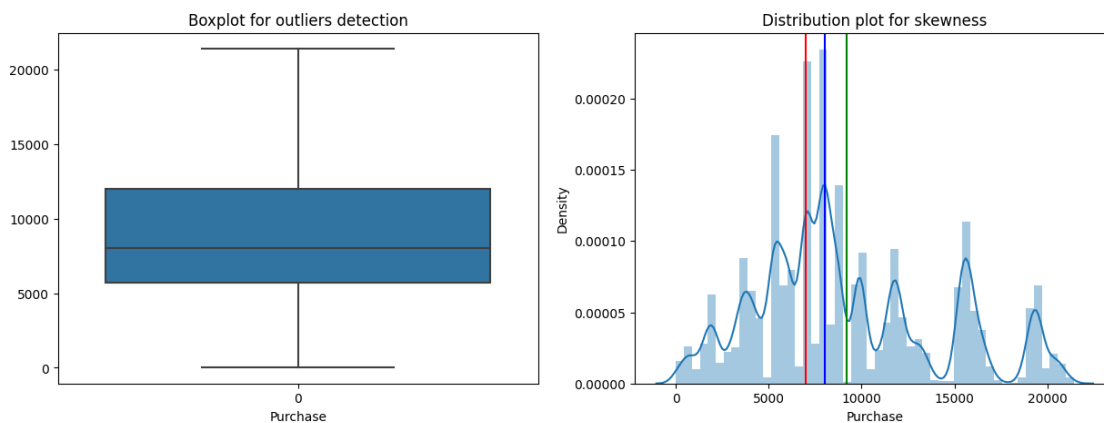 Boxplot for outliers detection
20000
15000
10000
5000
0
0
Purchase
Distribution plot for skewness
0.00020
0.00015
0.00010
0.00005
0.00000
Density
0 5000 10000 15000 20000
Purchase